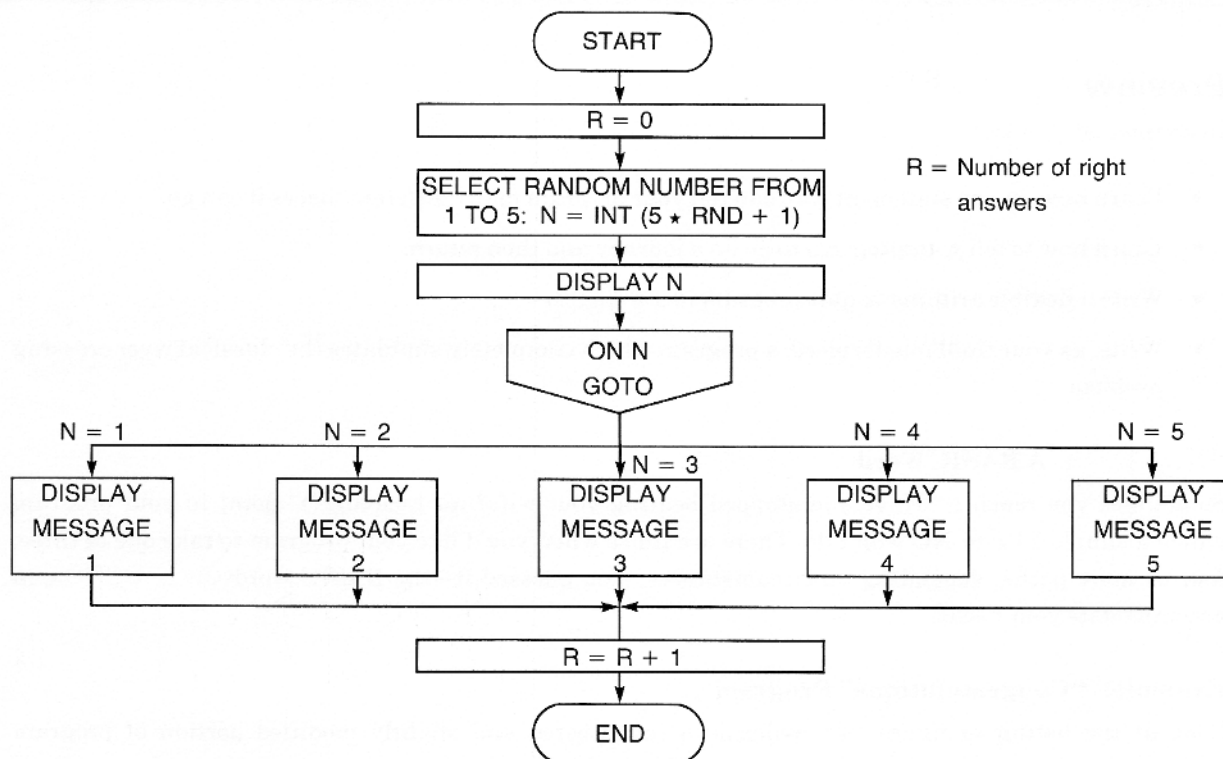 START
R = 0
SELECT RANDOM NUMBER FROM
1 TO 5: N = INT (5 ★ RND + 1)
R = Number of right
answers
DISPLAY N
ON N
GOTO
N = 1
N = 2
N = 3
N = 4
N = 5
DISPLAY
MESSAGE
1
DISPLAY
MESSAGE
2
DISPLAY
MESSAGE
3
DISPLAY
MESSAGE
4
DISPLAY
MESSAGE
5
R = R + 1
END